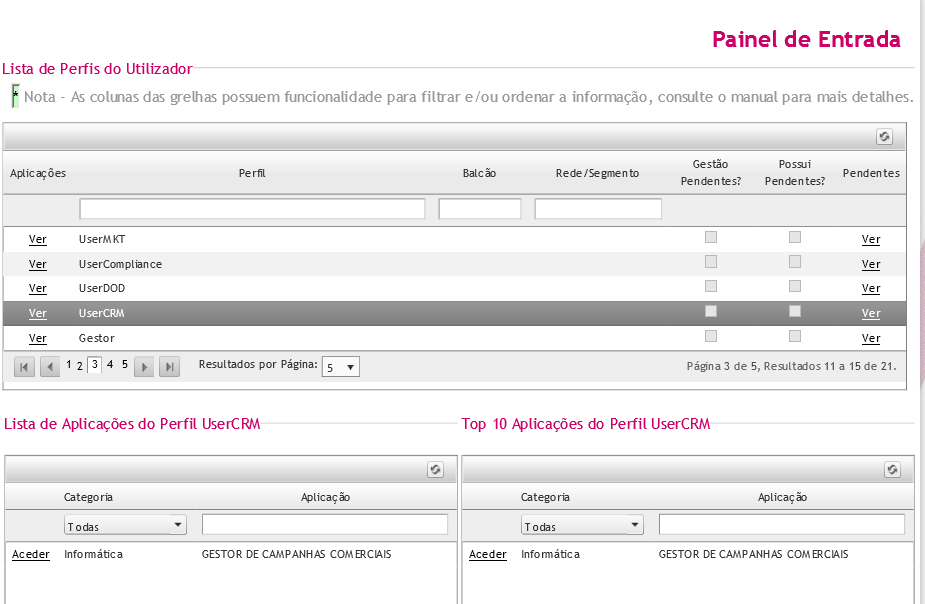 Painel de Entrada
Lista de Perfis do Utilizador
* Nota - As colunas das grelhas possuem funcionalidade para filtrar e/ou ordenar a informação, consulte o manual para mais detalhes.
Aplicações Perfil Balcão Rede/Segmento Gestão Pendentes? Possui Pendentes? Pendentes
Ver UserMKT Ver
Ver UserCompliance Ver
Ver UserDOD Ver
Ver UserCRM Ver
Ver Gestor Ver
1 2 3 4 5 Resultados por Página: 5 Página 3 de 5, Resultados 11 a 15 de 21.
Lista de Aplicações do Perfil UserCRM Top 10 Aplicações do Perfil UserCRM
Categoria Aplicação Categoria Aplicação
Todas Todas
Aceder Informática GESTOR DE CAMPANHAS COMERCIAIS Aceder Informática GESTOR DE CAMPANHAS COMERCIAIS